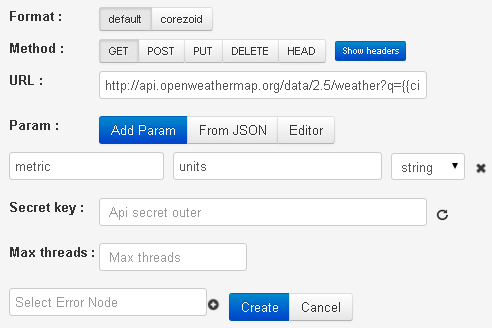 Format : default corezoid
Method : GET POST PUT DELETE HEAD Show headers
URL : http://api.openweathermap.org/data/2.5/weather?q={{ci
Param : Add Param From JSON Editor
metric units string
Secret key : Api secret outer
Max threads : Max threads
Select Error Node Create Cancel